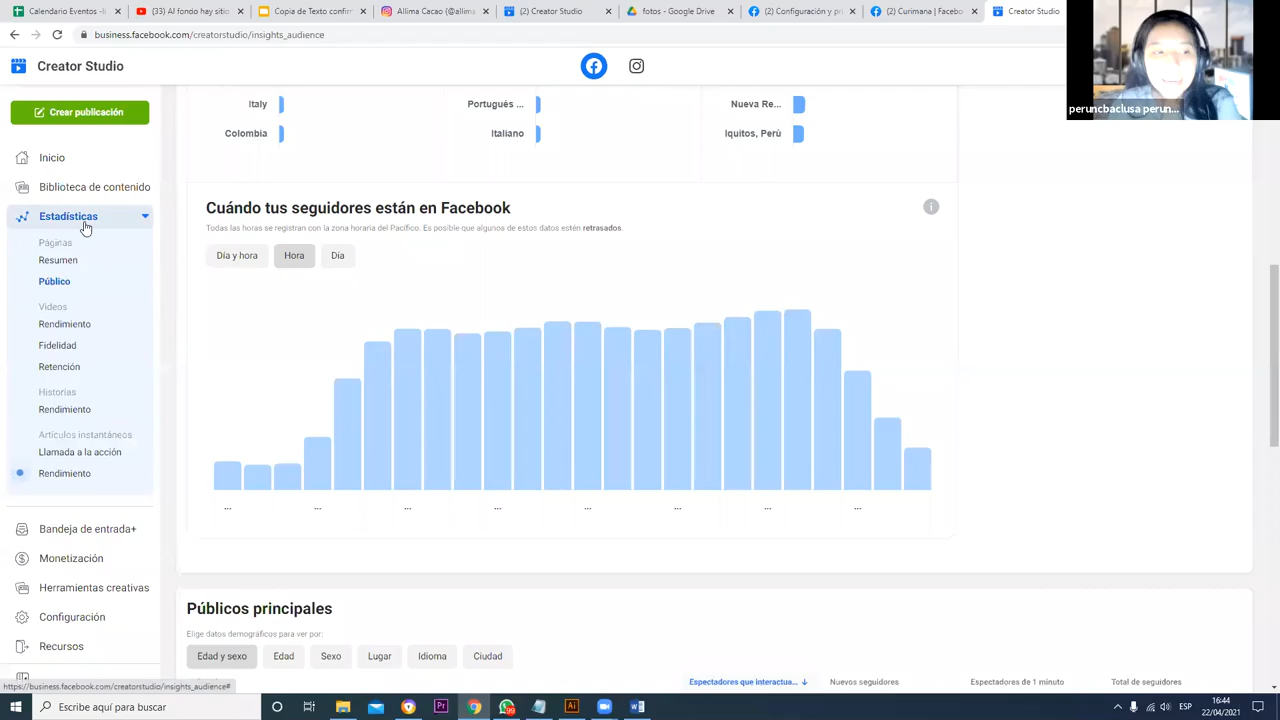 Calendario Eventos -li
(33) Al fondo hay sitio
Copia de Texto confirm
Allima Cacao (@allima
(2) Creator Studio
fotos - Google Drive
(2) Configuración y pri
(2) Curimana | Facebo
Creator Studio
business.facebook.com/creatorstudio/insights_audience
Creator Studio
peruncbaclusa perun...
Crear publicación
Inicio
Biblioteca de contenido
Estadísticas
Páginas
Resumen
Público
Videos
Rendimiento
Fidelidad
Retención
Historias
Rendimiento
Artículos instantáneos
Llamada a la acción
Rendimiento
Bandeja de entrada+
Monetización
Herramientas creativas
Configuración
Recursos
Italy
Portugués ...
Nueva Re...
Colombia
Italiano
Iquitos, Perú
Cuándo tus seguidores están en Facebook
Todas las horas se registran con la zona horaria del Pacífico. Es posible que algunos de estos datos estén retrasados.
Día y hora
Hora
Día
... ... ... ... ... ... ... ...
Públicos principales
Elige datos demográficos para ver por:
Edad y sexo
Edad
Sexo
Lugar
Idioma
Ciudad
Espectadores que interactua...
Nuevos seguidores
Espectadores de 1 minuto
Total de seguidores
https://business.facebook.com/creatorstudio/insights_audience#
Escribe aquí para buscar
99
ESP
16:44
22/04/2021